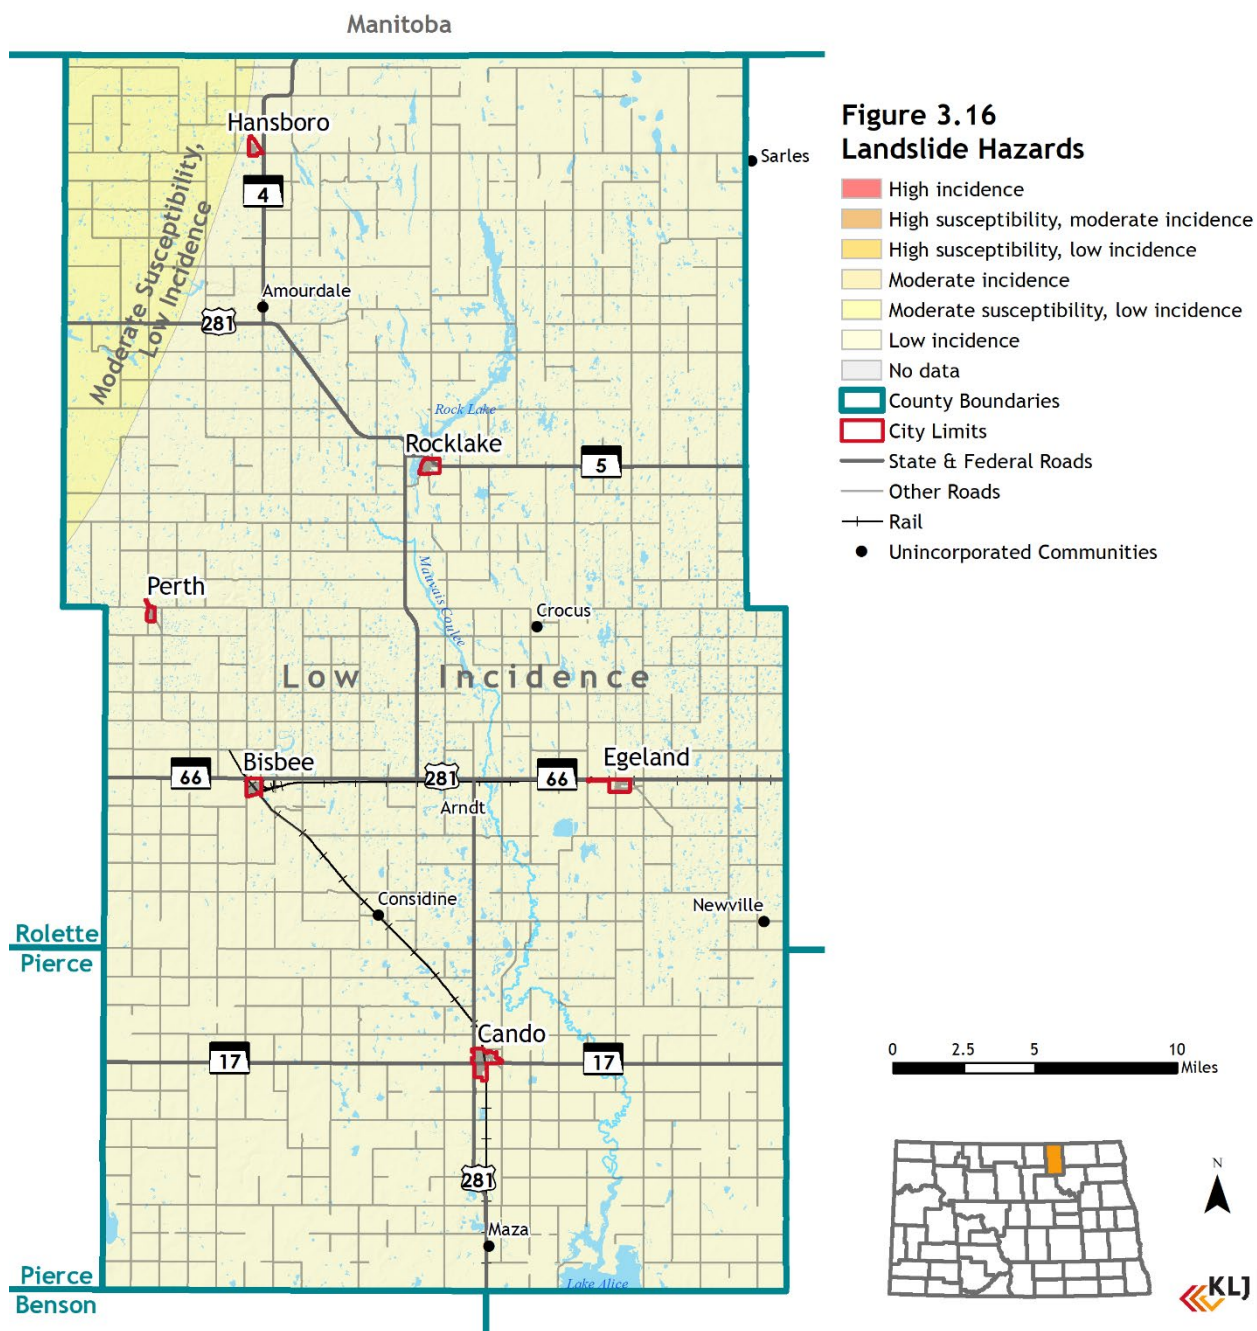 Manitoba
Hansboro
4
Sarles
Moderate Susceptibility,
Low Incidence
Amourdale
281
Rock Lake
Rocklake
5
Mauvais Coulee
Perth
Crocus
Low Incidence
Bisbee
Egeland
66
281
66
Arndt
Considine
Newville
Rolette
Pierce
Cando
17
17
281
Maza
Pierce
Benson
Lake Alice
Figure 3.16
Landslide Hazards
High incidence
High susceptibility, moderate incidence
High susceptibility, low incidence
Moderate incidence
Moderate susceptibility, low incidence
Low incidence
No data
County Boundaries
City Limits
State & Federal Roads
Other Roads
Rail
Unincorporated Communities
0 2.5 5 10
Miles
N
KLJ